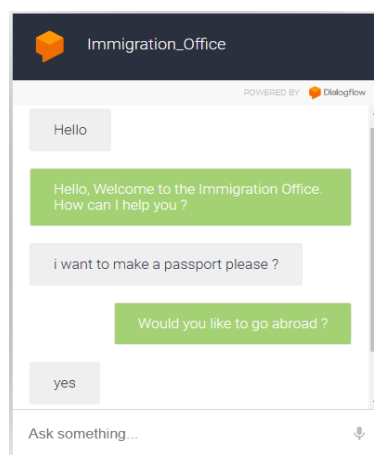 Immigration_Office
POWERED BY Dialogflow
Hello
Hello, Welcome to the Immigration Office.
How can I help you ?
i want to make a passport please ?
Would you like to go abroad ?
yes
Ask something...